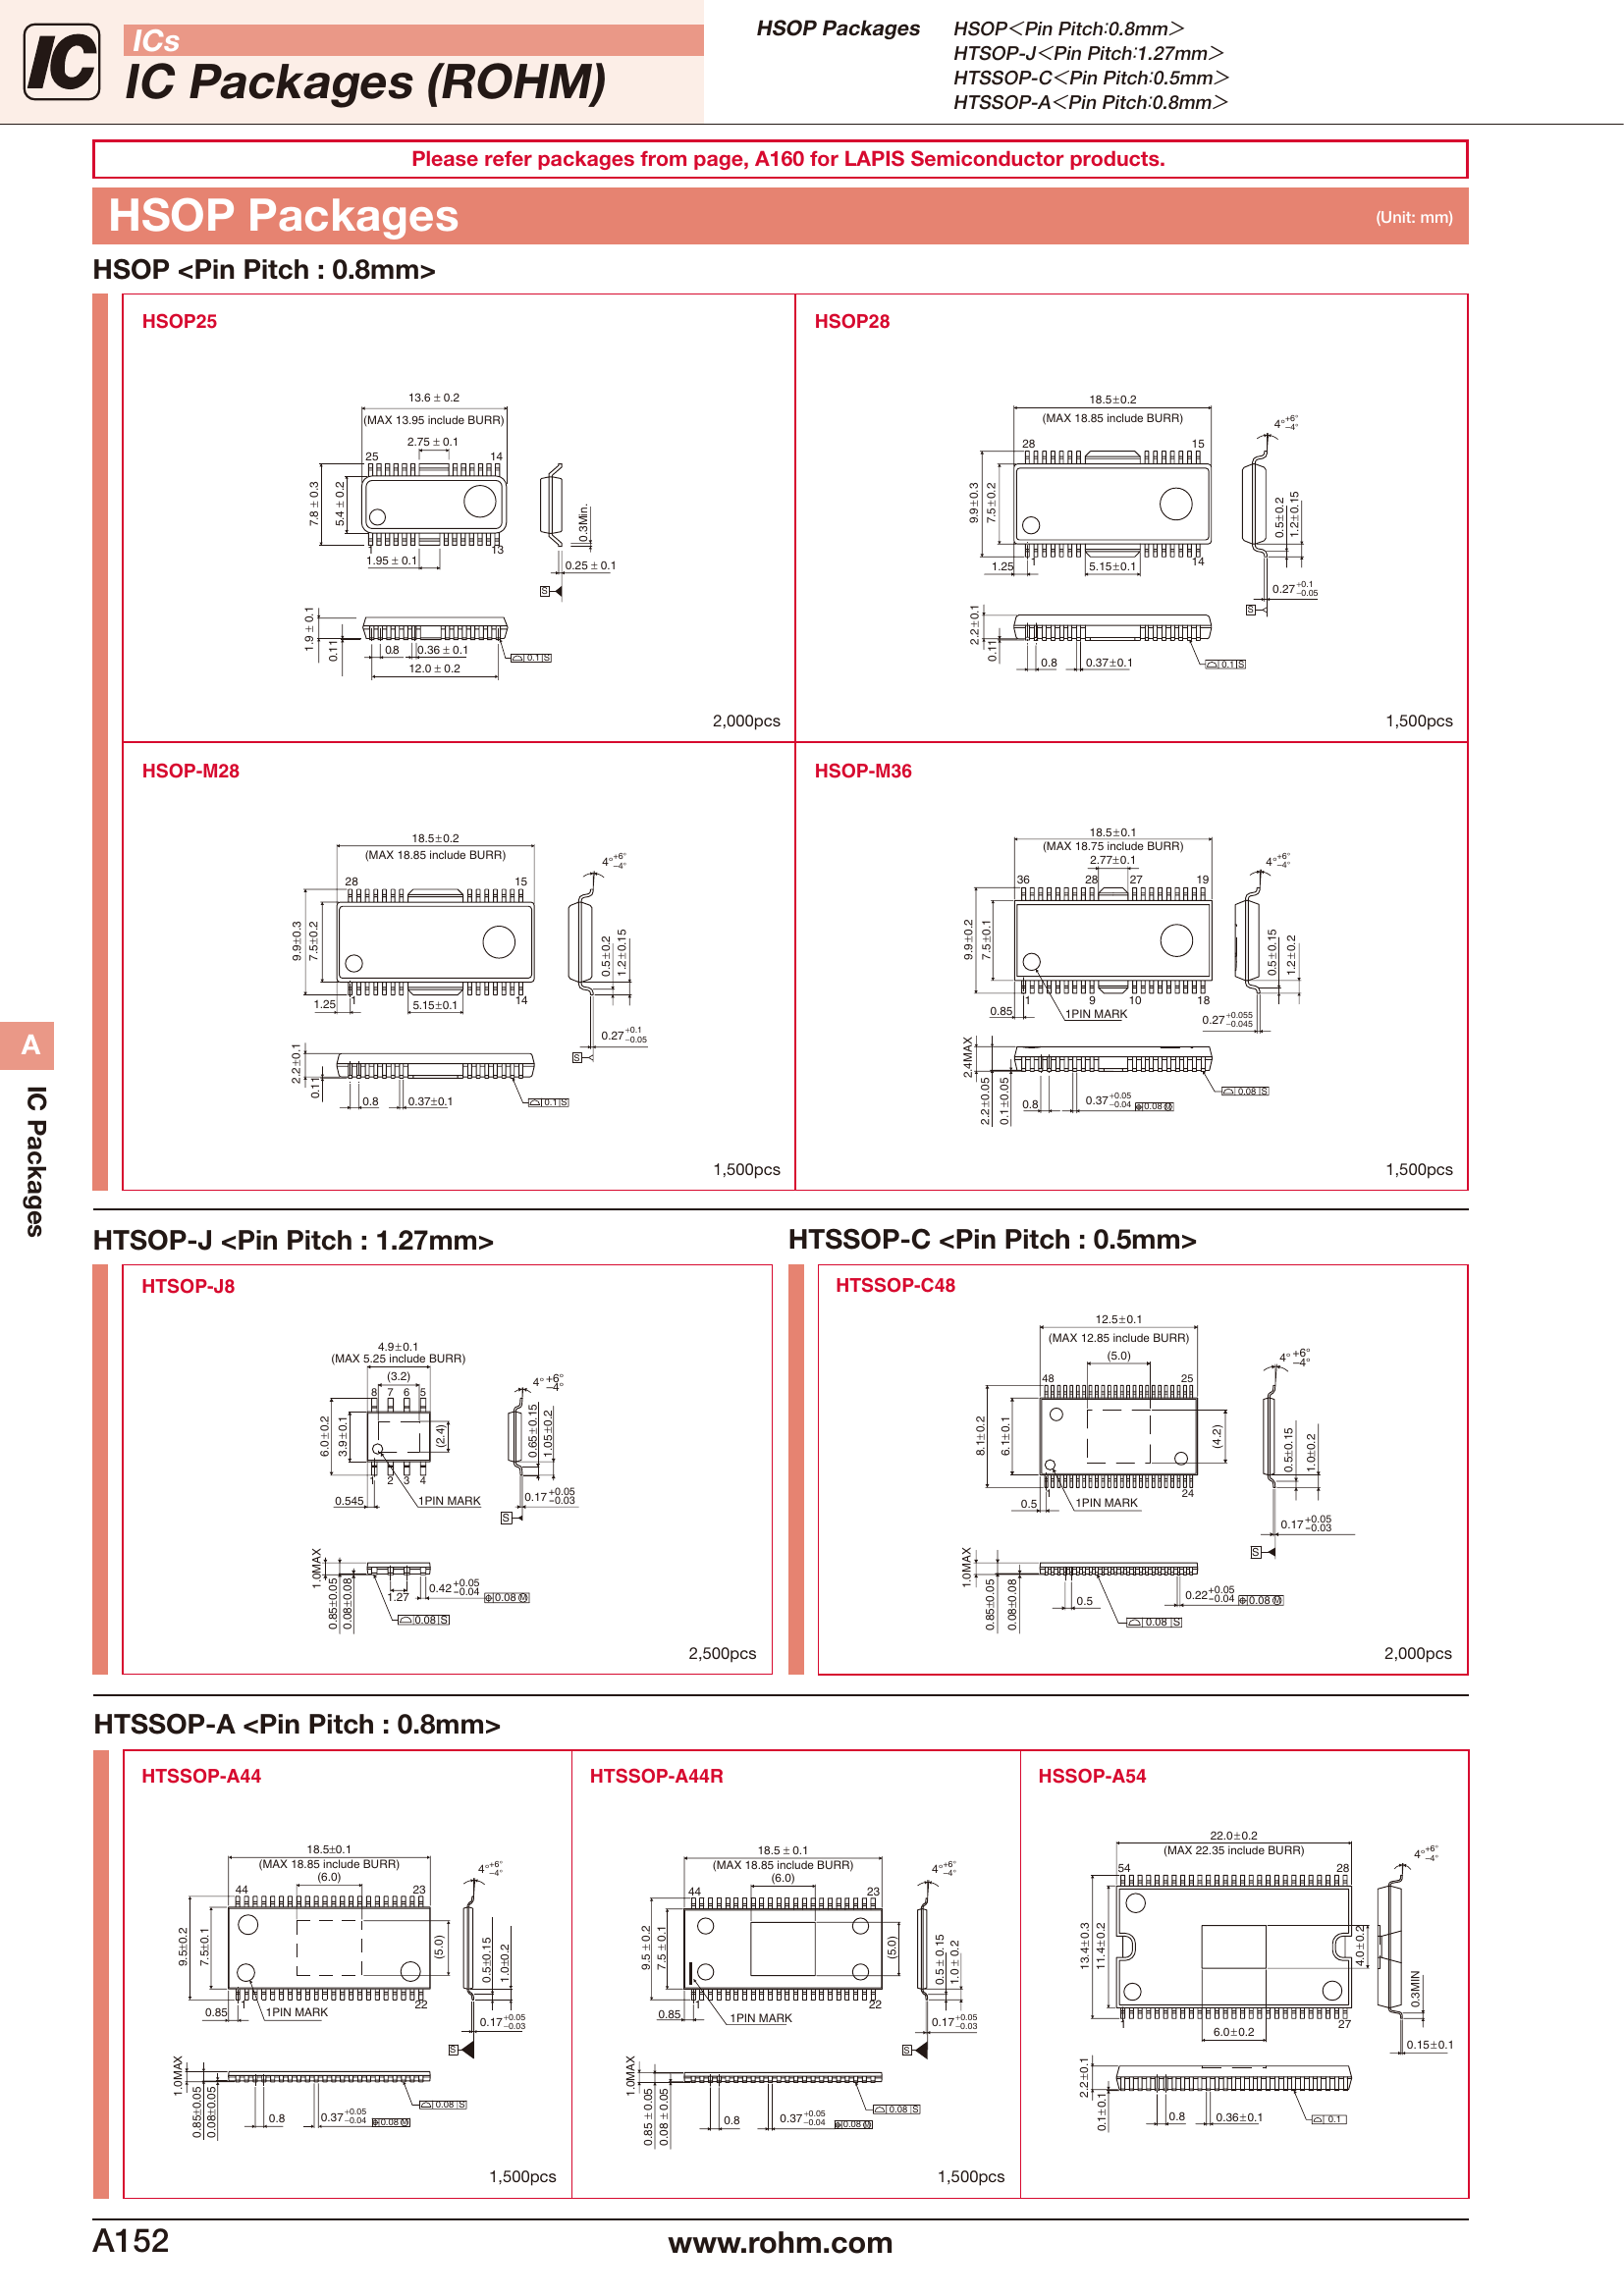 IC
ICs
IC Packages (ROHM)
HSOP Packages
HSOP<Pin Pitch:0.8mm>
HTSOP-J<Pin Pitch:1.27mm>
HTSSOP-C<Pin Pitch:0.5mm>
HTSSOP-A<Pin Pitch:0.8mm>
Please refer packages from page, A160 for LAPIS Semiconductor products.
HSOP Packages
(Unit: mm)
HSOP <Pin Pitch : 0.8mm>
HSOP25
13.6 ± 0.2
(MAX 13.95 include BURR)
2.75 ± 0.1
25
14
7.8 ± 0.3
5.4 ± 0.2
1
13
1.95 ± 0.1
0.3Min.
0.25 ± 0.1
S
1.9 ± 0.1
0.11
0.8
0.36 ± 0.1
12.0 ± 0.2
0.1 S
2,000pcs
HSOP28
18.5±0.2
(MAX 18.85 include BURR)
28
15
9.9±0.3
7.5±0.2
1.25
1
5.15±0.1
14
4°+6°−4°
0.5±0.2
1.2±0.15
0.27+0.1−0.05
S
2.2±0.1
0.11
0.8
0.37±0.1
0.1 S
1,500pcs
HSOP-M28
18.5±0.2
(MAX 18.85 include BURR)
28
15
9.9±0.3
7.5±0.2
1.25
1
5.15±0.1
14
4°+6°−4°
0.5±0.2
1.2±0.15
0.27+0.1−0.05
S
2.2±0.1
0.11
0.8
0.37±0.1
0.1 S
1,500pcs
HSOP-M36
18.5±0.1
(MAX 18.75 include BURR)
2.77±0.1
36
28
27
19
9.9±0.2
7.5±0.1
1
9
10
18
0.85
1PIN MARK
4°+6°−4°
0.5±0.15
1.2±0.2
0.27+0.055−0.045
2.4MAX
2.2±0.05
0.1±0.05
0.8
0.37+0.05−0.04
⌖0.08 Ⓜ
0.08 S
1,500pcs
A
IC Packages
HTSOP-J <Pin Pitch : 1.27mm>
HTSOP-J8
4.9±0.1
(MAX 5.25 include BURR)
(3.2)
8 7 6 5
6.0±0.2
3.9±0.1
(2.4)
1 2 3 4
0.545
1PIN MARK
4° +6°−4°
0.65±0.15
1.05±0.2
0.17+0.05−0.03
S
1.0MAX
0.85±0.05
0.08±0.08
1.27
0.42+0.05−0.04
⌖0.08 Ⓜ
0.08 S
2,500pcs
HTSSOP-C <Pin Pitch : 0.5mm>
HTSSOP-C48
12.5±0.1
(MAX 12.85 include BURR)
(5.0)
48
25
8.1±0.2
6.1±0.1
(4.2)
1
24
0.5
1PIN MARK
4° +6°−4°
0.5±0.15
1.0±0.2
0.17+0.05−0.03
S
1.0MAX
0.85±0.05
0.08±0.08
0.5
0.22+0.05−0.04
⌖0.08 Ⓜ
0.08 S
2,000pcs
HTSSOP-A <Pin Pitch : 0.8mm>
HTSSOP-A44
18.5±0.1
(MAX 18.85 include BURR)
(6.0)
44
23
9.5±0.2
7.5±0.1
(5.0)
0.85
1
1PIN MARK
22
4°+6°−4°
0.5±0.15
1.0±0.2
0.17+0.05−0.03
S
1.0MAX
0.85±0.05
0.08±0.05
0.8
0.37+0.05−0.04
⌖0.08 Ⓜ
0.08 S
1,500pcs
HTSSOP-A44R
18.5 ± 0.1
(MAX 18.85 include BURR)
(6.0)
44
23
9.5 ± 0.2
7.5 ± 0.1
(5.0)
0.85
1
1PIN MARK
22
4°+6°−4°
0.5 ± 0.15
1.0 ± 0.2
0.17+0.05−0.03
S
1.0MAX
0.85 ± 0.05
0.08 ± 0.05
0.8
0.37+0.05−0.04
⌖0.08 Ⓜ
0.08 S
1,500pcs
HSSOP-A54
22.0±0.2
(MAX 22.35 include BURR)
54
28
13.4±0.3
11.4±0.2
4.0±0.2
1
27
6.0±0.2
4°+6°−4°
0.3MIN
0.15±0.1
2.2±0.1
0.1±0.1
0.8
0.36±0.1
0.1
A152
www.rohm.com